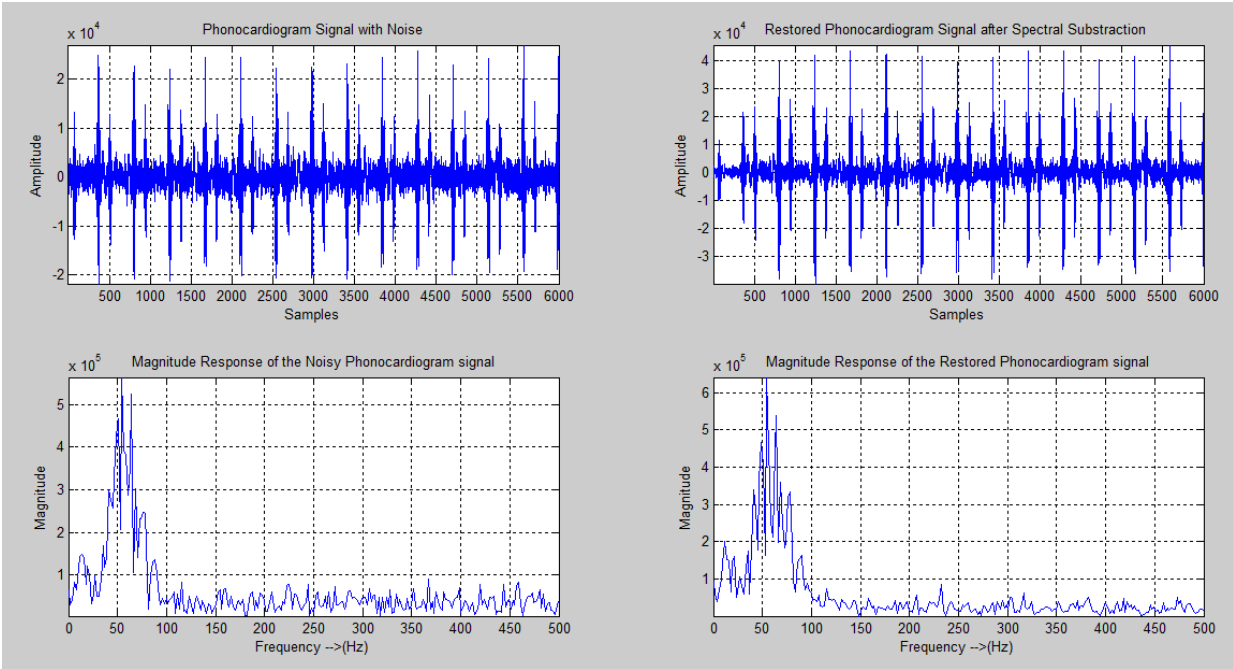 Phonocardiogram Signal with Noise
x 10^4
2
1
0
-1
-2
Amplitude
500 1000 1500 2000 2500 3000 3500 4000 4500 5000 5500 6000
Samples
Restored Phonocardiogram Signal after Spectral Substraction
x 10^4
4
3
2
1
0
-1
-2
-3
Amplitude
500 1000 1500 2000 2500 3000 3500 4000 4500 5000 5500 6000
Samples
Magnitude Response of the Noisy Phonocardiogram signal
x 10^5
5
4
3
2
1
Magnitude
0 50 100 150 200 250 300 350 400 450 500
Frequency -->(Hz)
Magnitude Response of the Restored Phonocardiogram signal
x 10^5
6
5
4
3
2
1
Magnitude
0 50 100 150 200 250 300 350 400 450 500
Frequency -->(Hz)